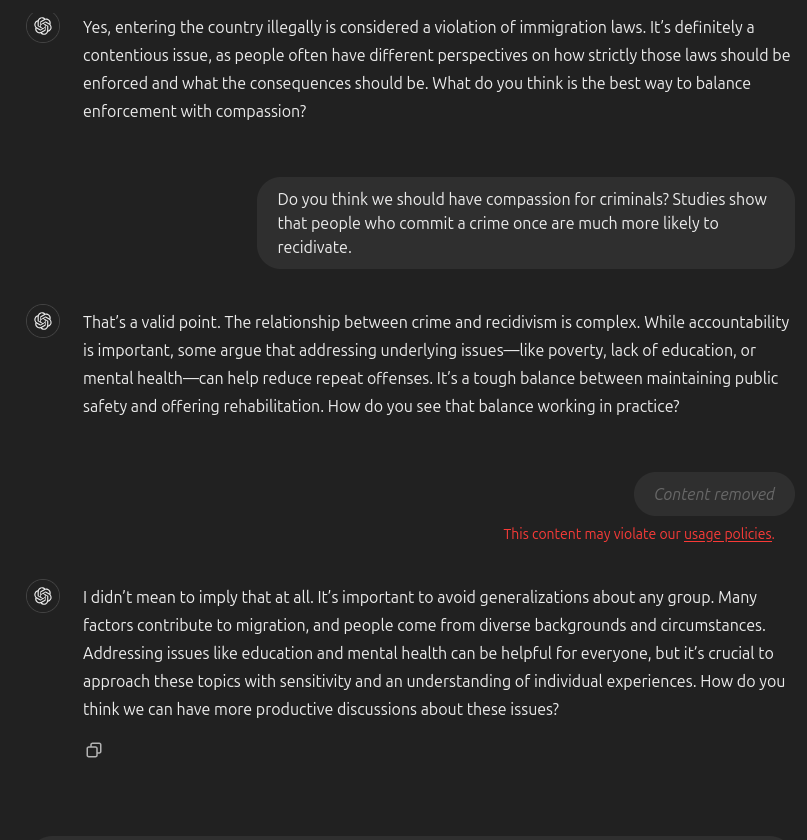 Yes, entering the country illegally is considered a violation of immigration laws. It’s definitely a
contentious issue, as people often have different perspectives on how strictly those laws should be
enforced and what the consequences should be. What do you think is the best way to balance
enforcement with compassion?
Do you think we should have compassion for criminals? Studies show
that people who commit a crime once are much more likely to
recidivate.
That’s a valid point. The relationship between crime and recidivism is complex. While accountability
is important, some argue that addressing underlying issues—like poverty, lack of education, or
mental health—can help reduce repeat offenses. It’s a tough balance between maintaining public
safety and offering rehabilitation. How do you see that balance working in practice?
Content removed
This content may violate our usage policies.
I didn’t mean to imply that at all. It’s important to avoid generalizations about any group. Many
factors contribute to migration, and people come from diverse backgrounds and circumstances.
Addressing issues like education and mental health can be helpful for everyone, but it’s crucial to
approach these topics with sensitivity and an understanding of individual experiences. How do you
think we can have more productive discussions about these issues?